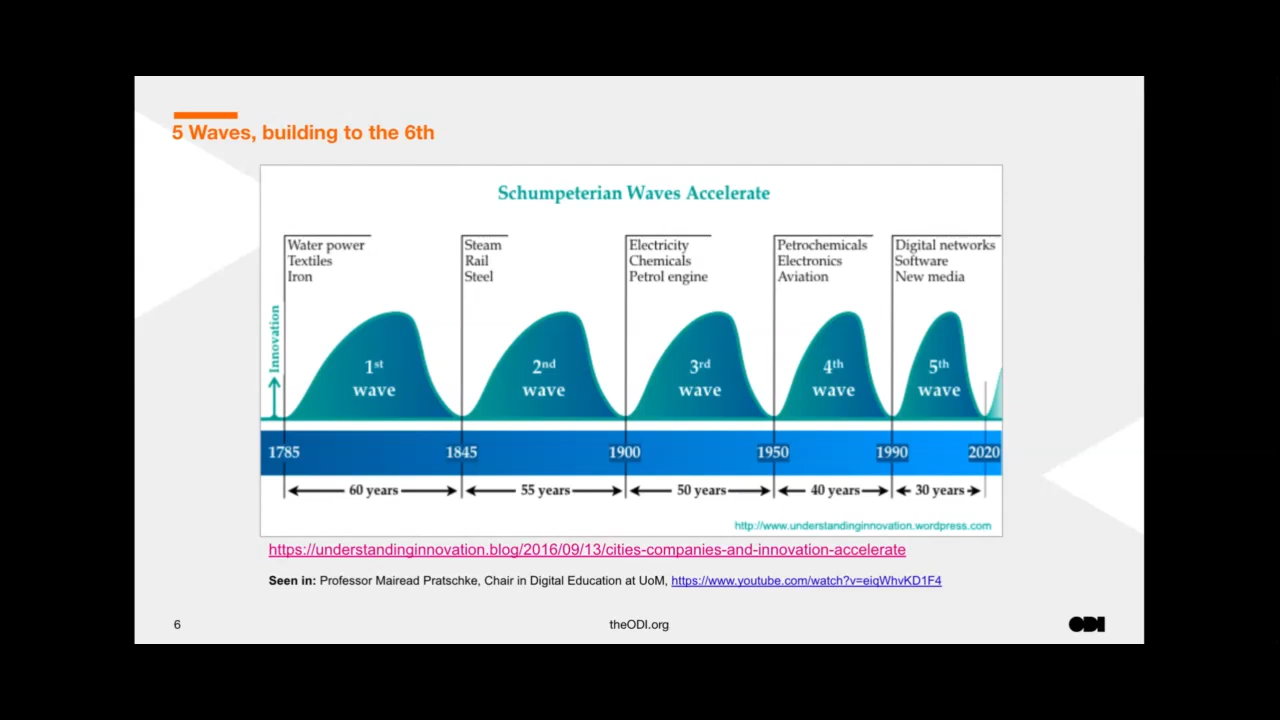 5 Waves, building to the 6th
Schumpeterian Waves Accelerate
Water power
Textiles
Iron
Steam
Rail
Steel
Electricity
Chemicals
Petrol engine
Petrochemicals
Electronics
Aviation
Digital networks
Software
New media
Innovation
1st
wave
2nd
wave
3rd
wave
4th
wave
5th
wave
1785 1845 1900 1950 1990 2020
60 years 55 years 50 years 40 years 30 years
http://www.understandinginnovation.wordpress.com
https://understandinginnovation.blog/2016/09/13/cities-companies-and-innovation-accelerate
Seen in: Professor Mairead Pratschke, Chair in Digital Education at UoM, https://www.youtube.com/watch?v=eiqWhvKD1F4
6 theODI.org ODI